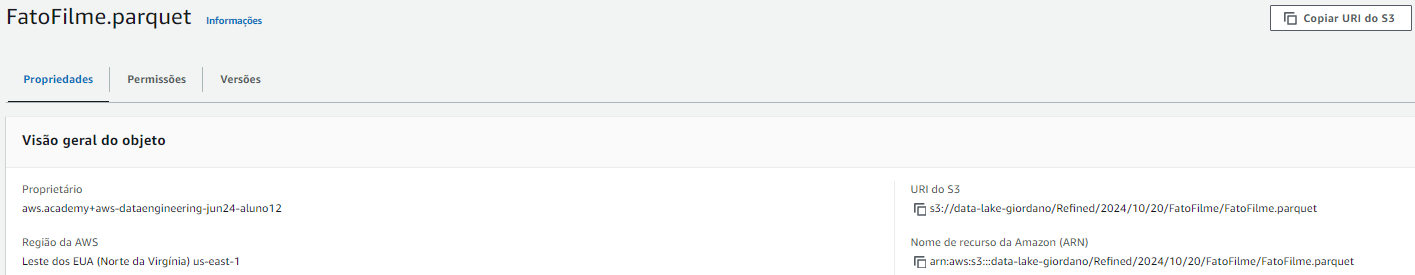 FatoFilme.parquet Informações
Copiar URI do S3
Propriedades Permissões Versões
Visão geral do objeto
Proprietário
aws.academy+aws-dataengineering-jun24-aluno12
Região da AWS
Leste dos EUA (Norte da Virgínia) us-east-1
URI do S3
s3://data-lake-giordano/Refined/2024/10/20/FatoFilme/FatoFilme.parquet
Nome de recurso da Amazon (ARN)
arn:aws:s3:::data-lake-giordano/Refined/2024/10/20/FatoFilme/FatoFilme.parquet